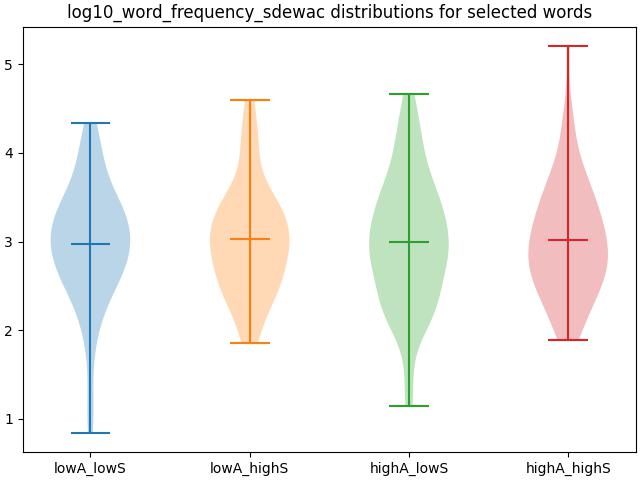 log10_word_frequency_sdewac distributions for selected words
5
4
3
2
1
lowA_lowS lowA_highS highA_lowS highA_highS